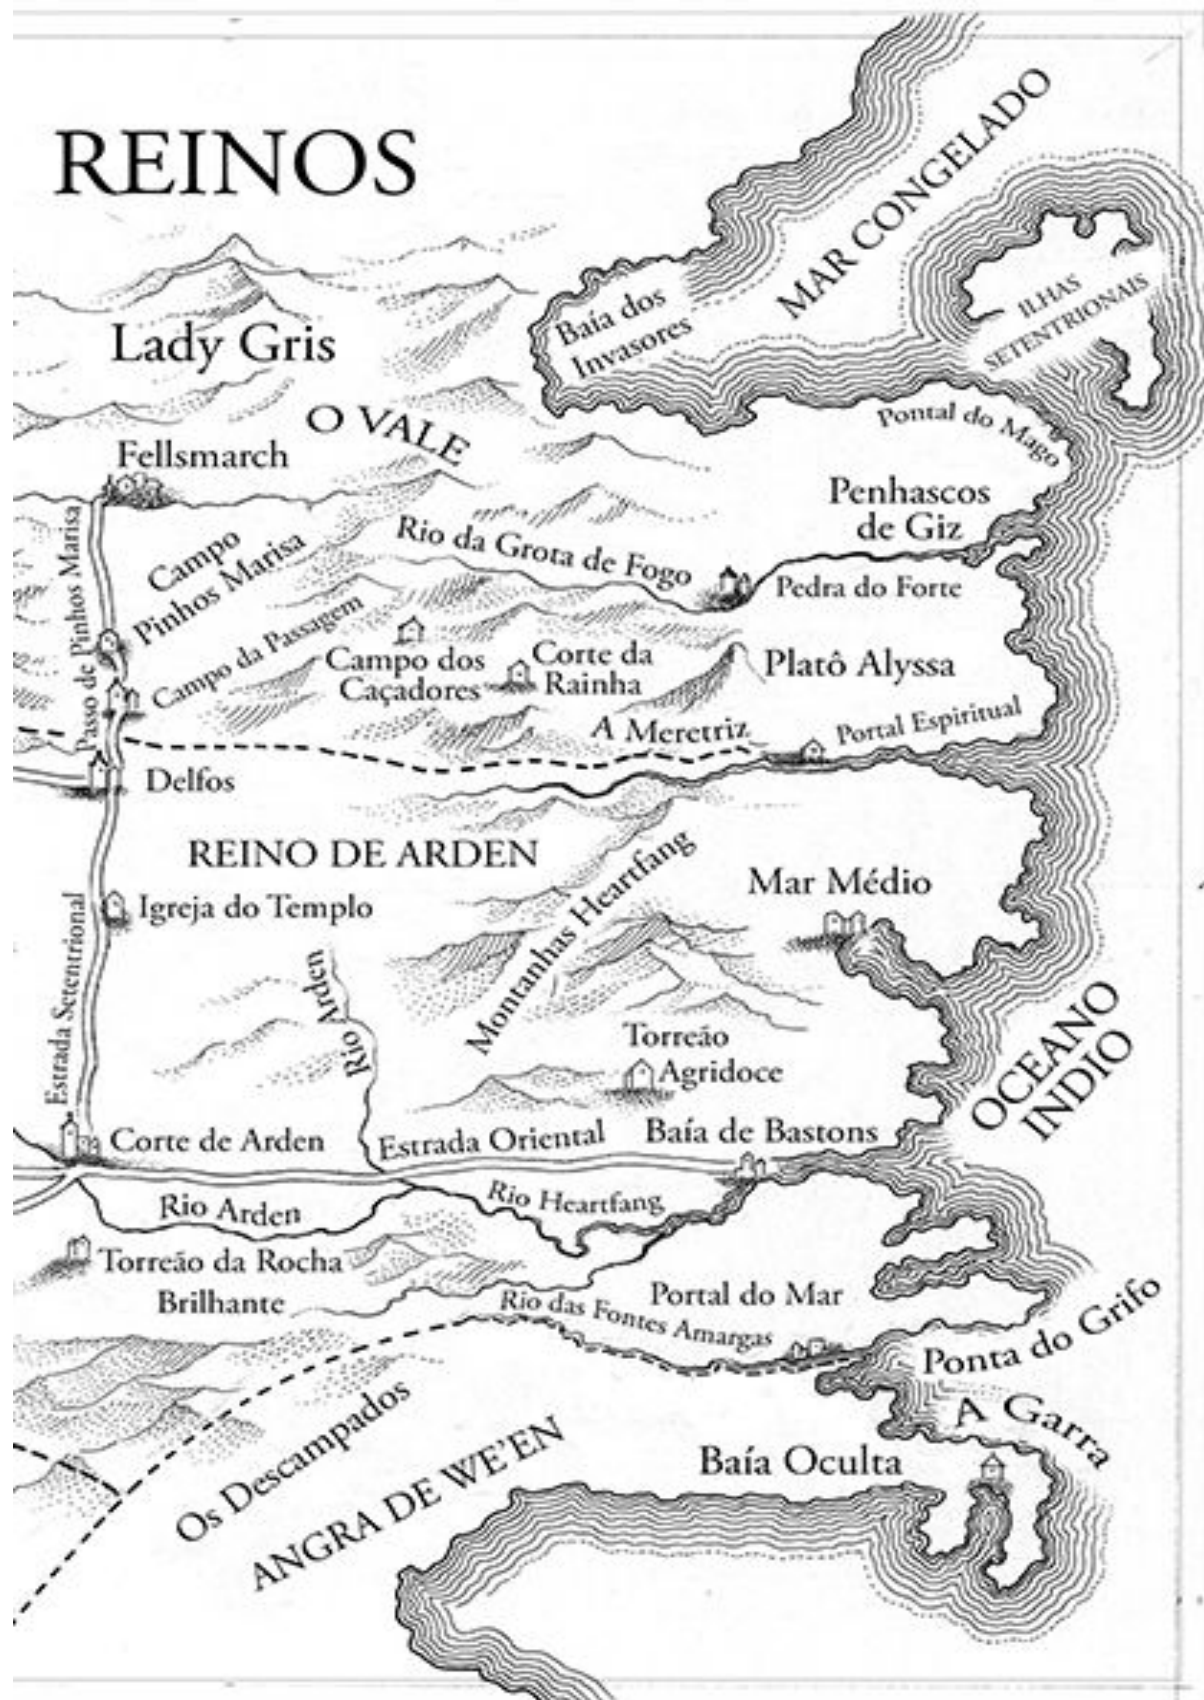 REINOS
MAR CONGELADO
ILHAS
SETENTRIONAIS
Baía dos
Invasores
Lady Gris
O VALE
Pontal do Mago
Fellsmarch
Penhascos
de Giz
Passo de Pinhos Marisa
Campo
Pinhos Marisa
Rio da Grota de Fogo
Pedra do Forte
Campo da Passagem
Campo dos
Caçadores
Corte da
Rainha
Platô Alyssa
A Meretriz
Portal Espiritual
Delfos
REINO DE ARDEN
Montanhas Heartfang
Mar Médio
Igreja do Templo
Estrada Setentrional
Rio Arden
OCEANO
INDIO
Torreão
Agridoce
Corte de Arden
Estrada Oriental
Baía de Bastons
Rio Arden
Rio Heartfang
Torreão da Rocha
Brilhante
Rio das Fontes Amargas
Portal do Mar
Ponta do Grifo
A Garra
Os Descampados
ANGRA DE WE'EN
Baía Oculta